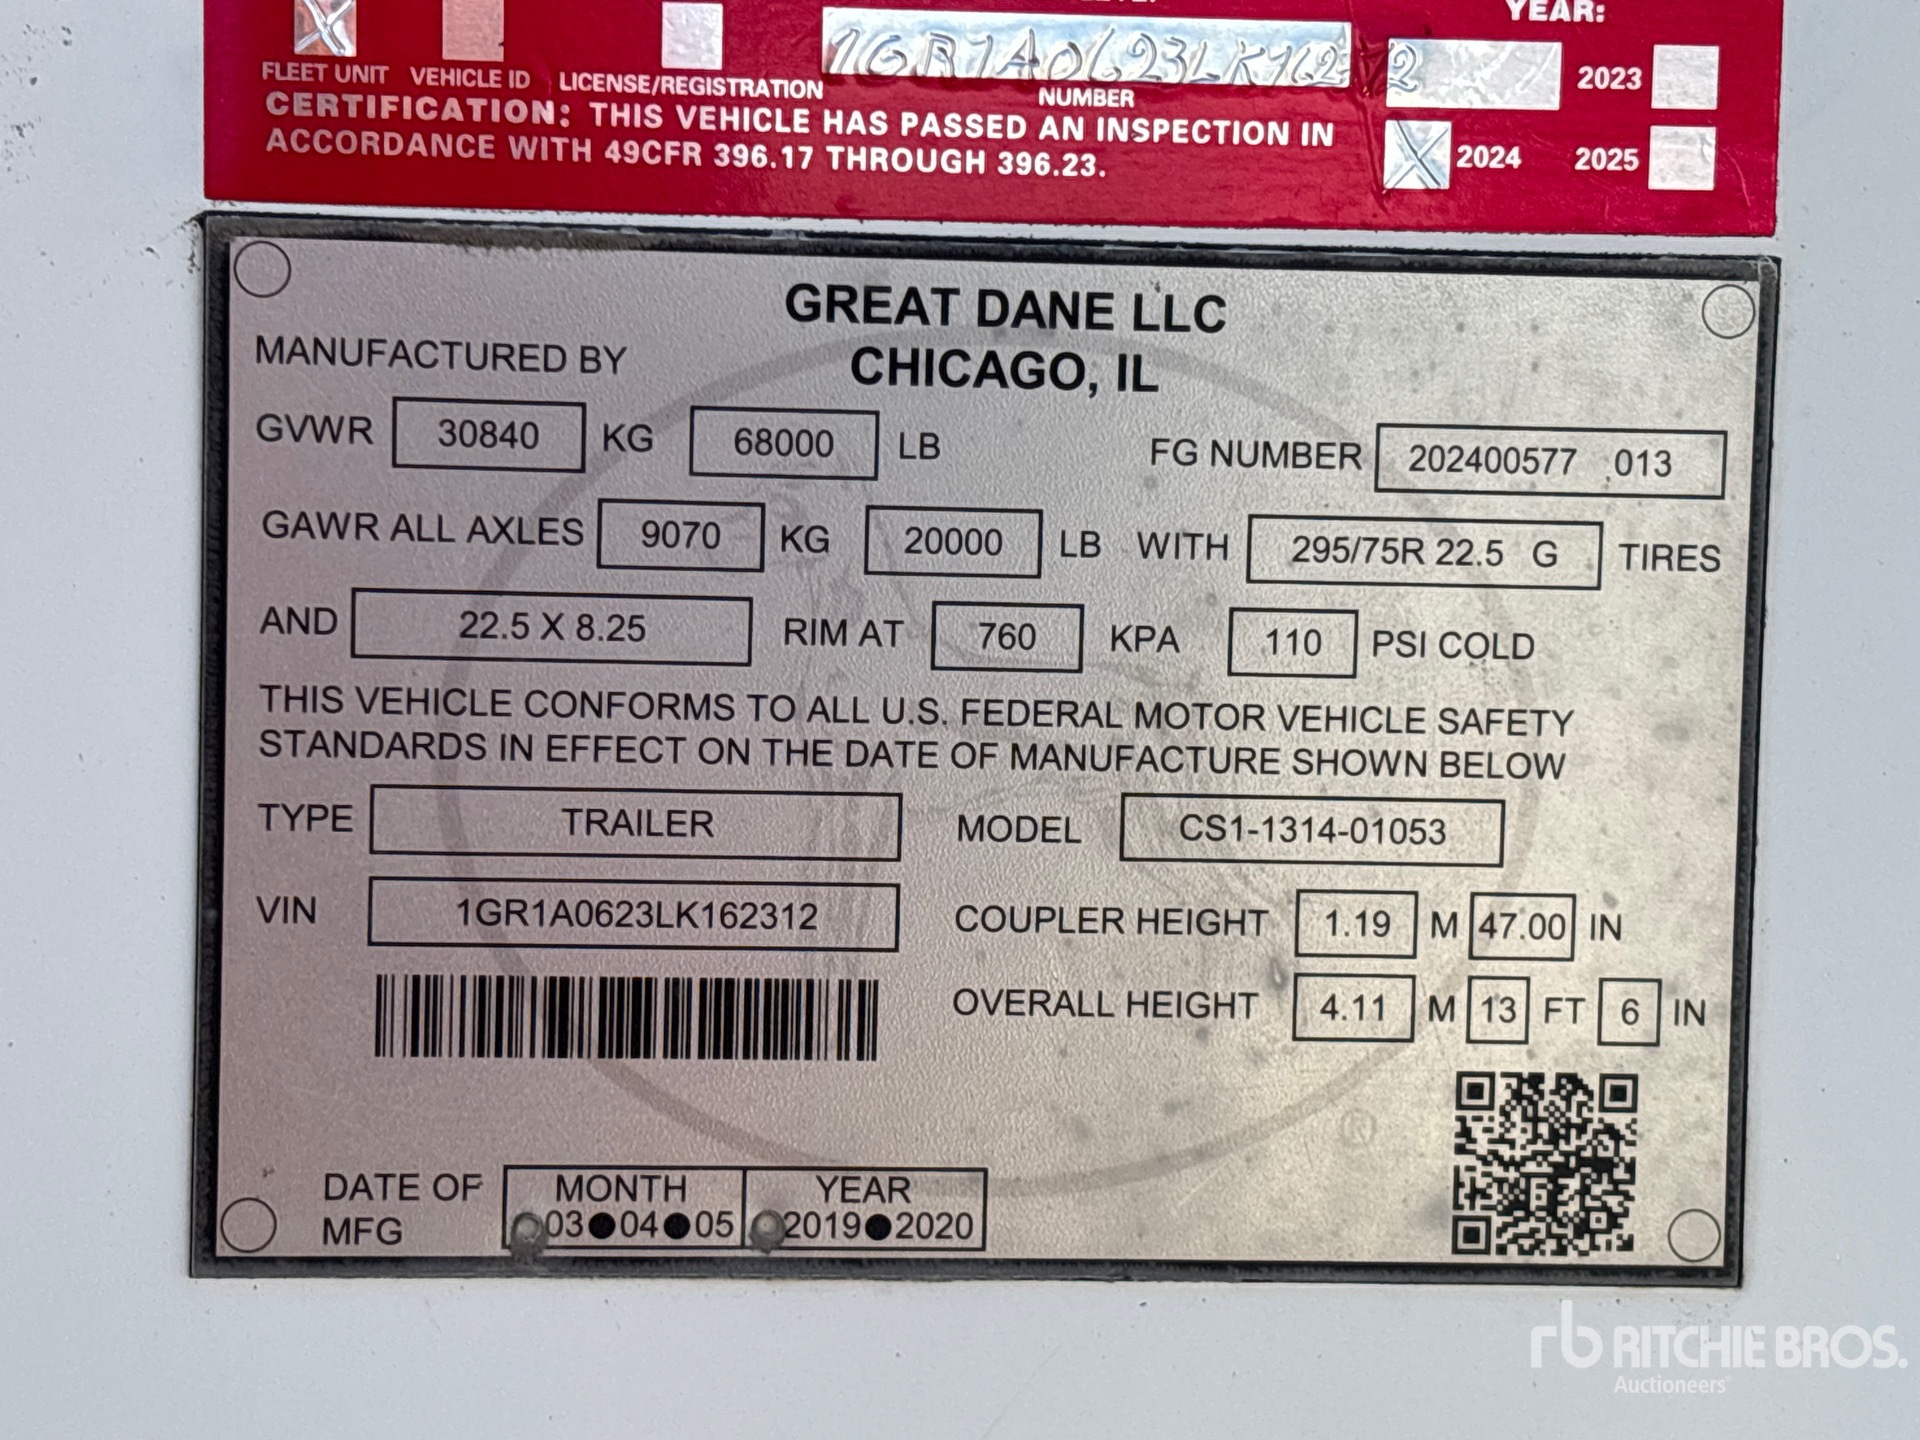 YEAR:
FLEET UNIT VEHICLE ID LICENSE/REGISTRATION NUMBER 2023
CERTIFICATION: THIS VEHICLE HAS PASSED AN INSPECTION IN
ACCORDANCE WITH 49CFR 396.17 THROUGH 396.23.
X 2024 2025
GREAT DANE LLC
MANUFACTURED BY CHICAGO, IL
GVWR 30840 KG 68000 LB FG NUMBER 202400577 013
GAWR ALL AXLES 9070 KG 20000 LB WITH 295/75R 22.5 G TIRES
AND 22.5 X 8.25 RIM AT 760 KPA 110 PSI COLD
THIS VEHICLE CONFORMS TO ALL U.S. FEDERAL MOTOR VEHICLE SAFETY
STANDARDS IN EFFECT ON THE DATE OF MANUFACTURE SHOWN BELOW
TYPE TRAILER MODEL CS1-1314-01053
VIN 1GR1A0623LK162312 COUPLER HEIGHT 1.19 M 47.00 IN
OVERALL HEIGHT 4.11 M 13 FT 6 IN
®
DATE OF MFG MONTH YEAR
03●04●05 2019●2020
rb RITCHIE BROS.
Auctioneers